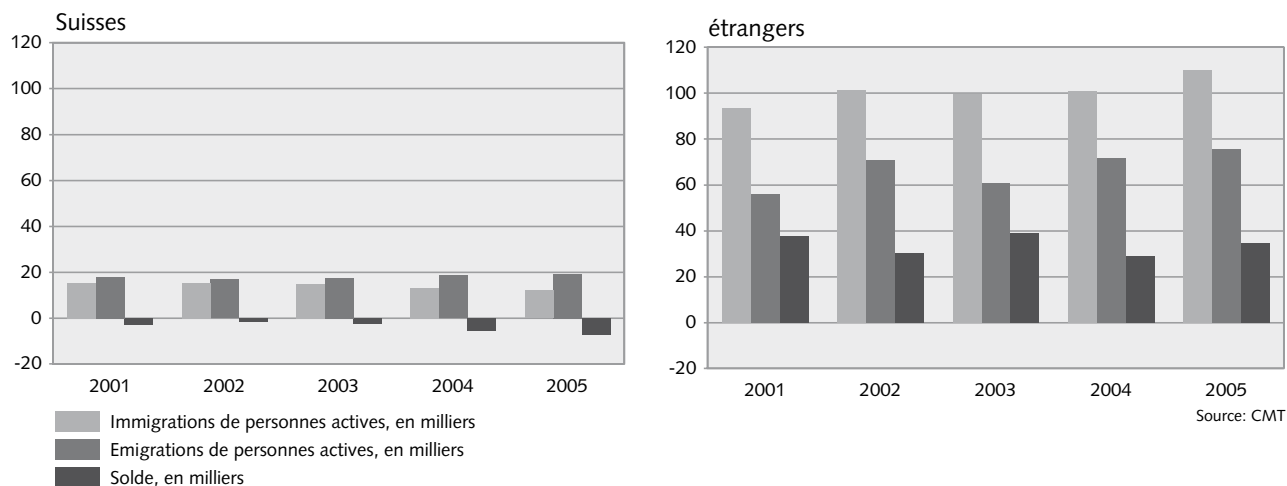 Suisses
120
100
80
60
40
20
0
-20
2001 2002 2003 2004 2005
étrangers
120
100
80
60
40
20
0
-20
2001 2002 2003 2004 2005
Source: CMT
Immigrations de personnes actives, en milliers
Emigrations de personnes actives, en milliers
Solde, en milliers